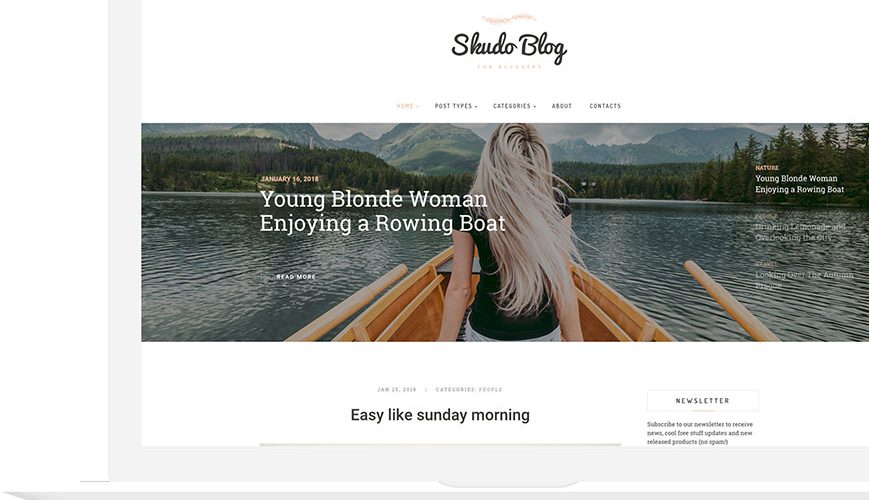 Skudo Blog
FOR BLOGGERS
HOME
POST TYPES
CATEGORIES
ABOUT
CONTACTS
JANUARY 16, 2018
Young Blonde Woman
Enjoying a Rowing Boat
READ MORE
NATURE
Young Blonde Woman
Enjoying a Rowing Boat
PEOPLE
Drinking Lemonade and
Overlooking the City
TRAVEL
Looking Over The Autumn
Prague
JAN 25, 2018 | CATEGORIES: PEOPLE
Easy like sunday morning
NEWSLETTER
Subscribe to our newsletter to receive
news, cool free stuff updates and new
released products (no spam!)